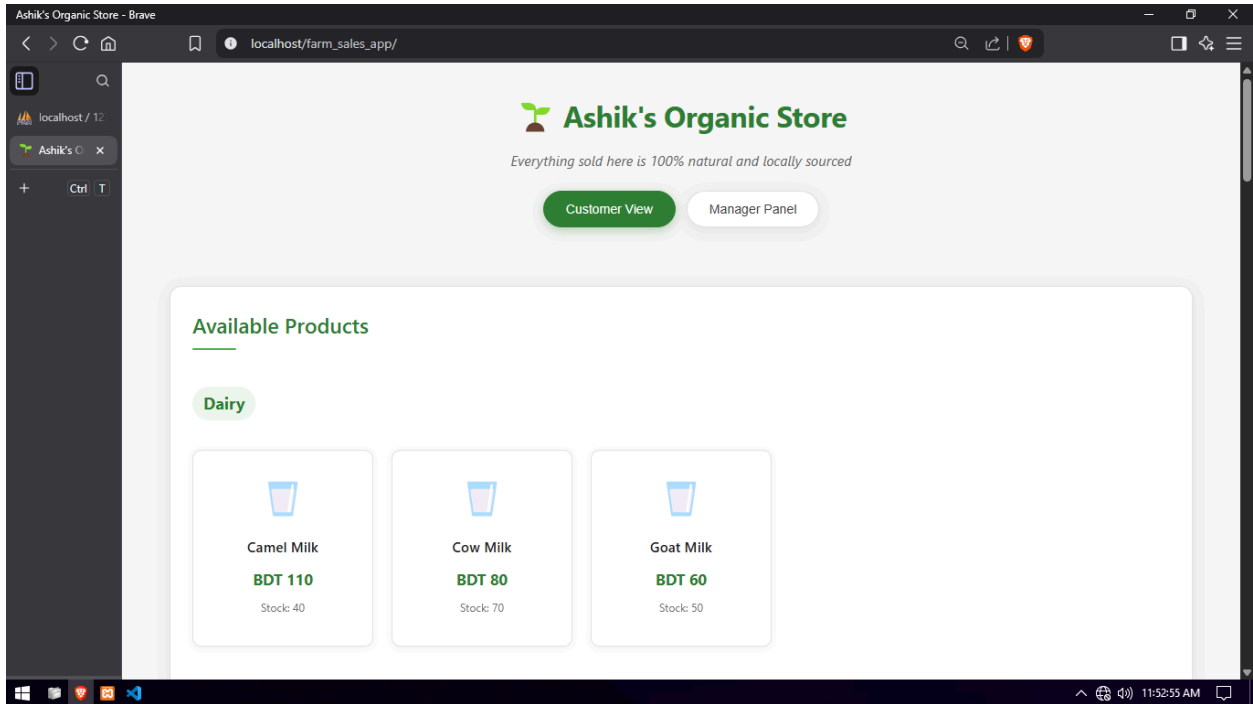 Ashik's Organic Store - Brave
localhost/farm_sales_app/
localhost / 12
Ashik's O
Ctrl T
Ashik's Organic Store
Everything sold here is 100% natural and locally sourced
Customer View Manager Panel
Available Products
Dairy
Camel Milk Cow Milk Goat Milk
BDT 110 BDT 80 BDT 60
Stock: 40 Stock: 70 Stock: 50
11:52:55 AM